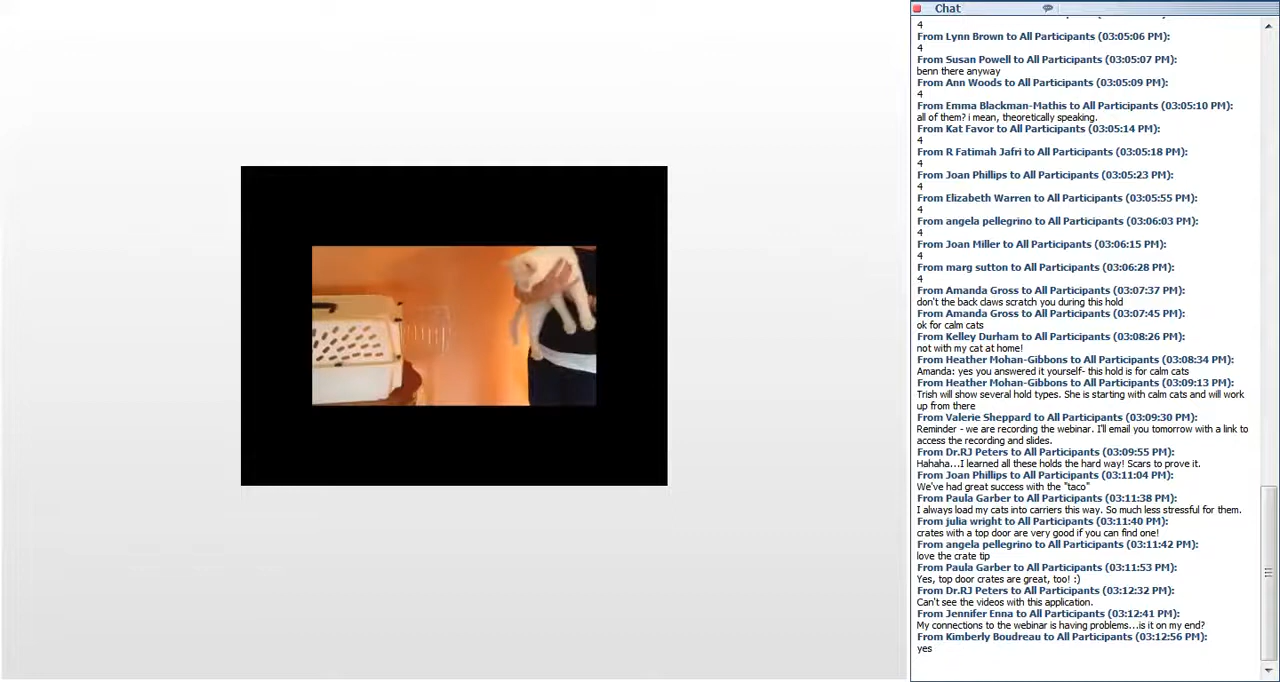 Chat
4
From Lynn Brown to All Participants (03:05:06 PM):
4
From Susan Powell to All Participants (03:05:07 PM):
benn there anyway
From Ann Woods to All Participants (03:05:09 PM):
4
From Emma Blackman-Mathis to All Participants (03:05:10 PM):
all of them? i mean, theoretically speaking.
From Kat Favor to All Participants (03:05:14 PM):
4
From R Fatimah Jafri to All Participants (03:05:18 PM):
4
From Joan Phillips to All Participants (03:05:23 PM):
4
From Elizabeth Warren to All Participants (03:05:55 PM):
4
From angela pellegrino to All Participants (03:06:03 PM):
4
From Joan Miller to All Participants (03:06:15 PM):
4
From marg sutton to All Participants (03:06:28 PM):
4
From Amanda Gross to All Participants (03:07:37 PM):
don't the back claws scratch you during this hold
From Amanda Gross to All Participants (03:07:45 PM):
ok for calm cats
From Kelley Durham to All Participants (03:08:26 PM):
not with my cat at home!
From Heather Mohan-Gibbons to All Participants (03:08:34 PM):
Amanda: yes you answered it yourself- this hold is for calm cats
From Heather Mohan-Gibbons to All Participants (03:09:13 PM):
Trish will show several hold types. She is starting with calm cats and will work
up from there
From Valerie Sheppard to All Participants (03:09:30 PM):
Reminder - we are recording the webinar. I'll email you tomorrow with a link to
access the recording and slides.
From Dr.RJ Peters to All Participants (03:09:55 PM):
Hahaha...I learned all these holds the hard way! Scars to prove it.
From Joan Phillips to All Participants (03:11:04 PM):
We've had great success with the "taco"
From Paula Garber to All Participants (03:11:38 PM):
I always load my cats into carriers this way. So much less stressful for them.
From julia wright to All Participants (03:11:40 PM):
crates with a top door are very good if you can find one!
From angela pellegrino to All Participants (03:11:42 PM):
love the crate tip
From Paula Garber to All Participants (03:11:53 PM):
Yes, top door crates are great, too! :)
From Dr.RJ Peters to All Participants (03:12:32 PM):
Can't see the videos with this application.
From Jennifer Enna to All Participants (03:12:41 PM):
My connections to the webinar is having problems...is it on my end?
From Kimberly Boudreau to All Participants (03:12:56 PM):
yes